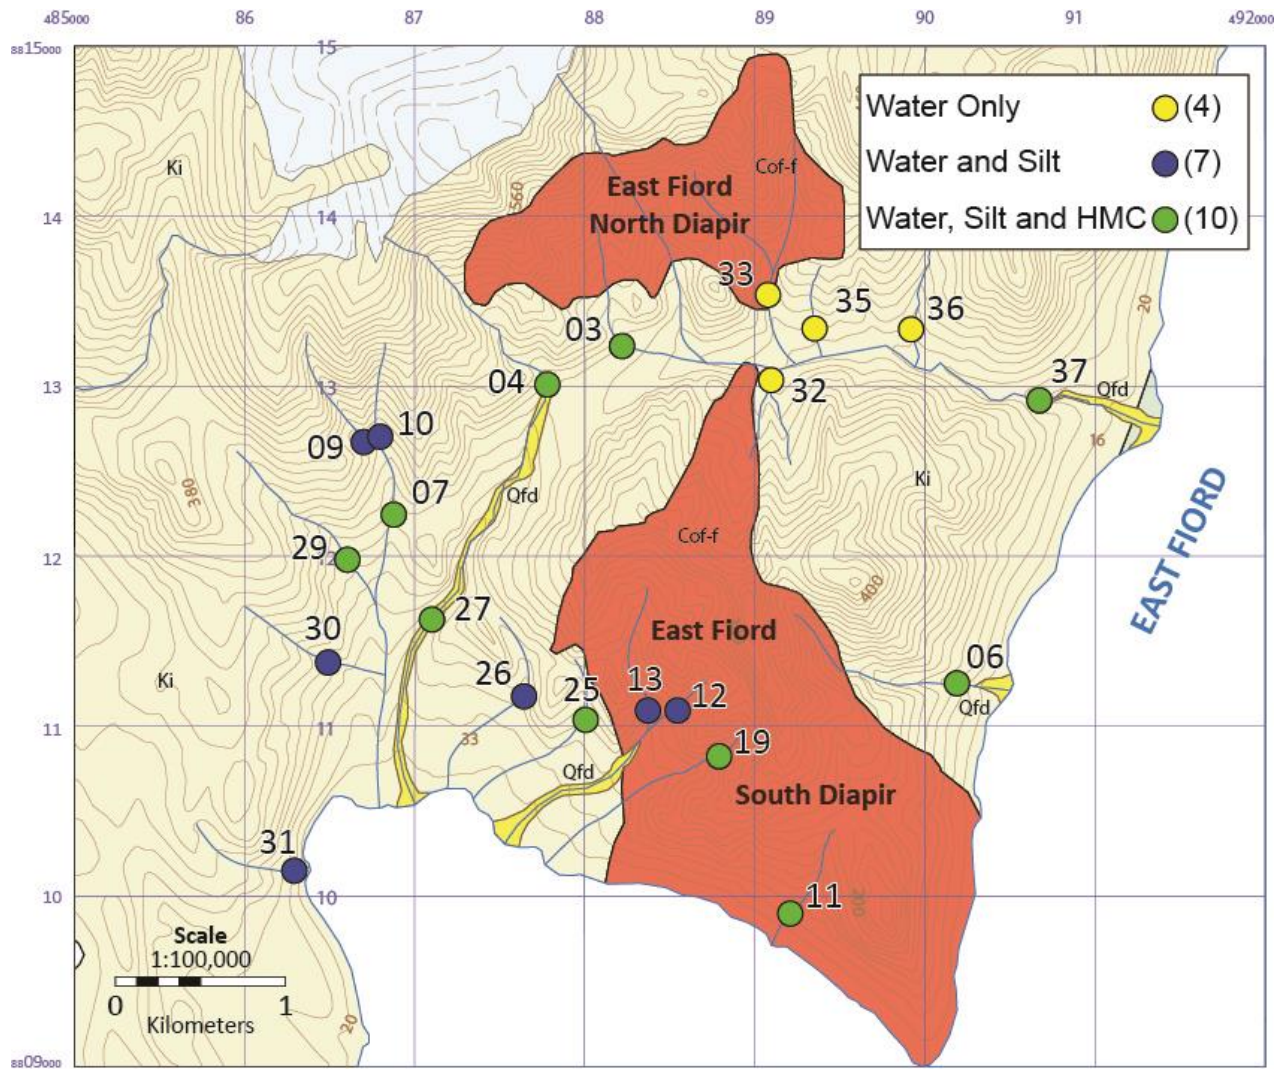 485000 86 87 88 89 90 91 492000
8815000 15
Water Only (4)
Water and Silt (7)
Water, Silt and HMC (10)
Ki
Cof-f
560
East Fiord
North Diapir
14 14
33
35
36
20
03
37
04
13 13
32
Qfd
16
09
10
Ki
380
07
Qfd
Cof-f
EAST FIORD
29
12 12
400
27
30
East Fiord
Ki
26
25
13
12
06
Qfd
11 11
33
19
Qfd
South Diapir
31
10 10
11
200
Scale
1:100,000
0 1
Kilometers
20
8809000